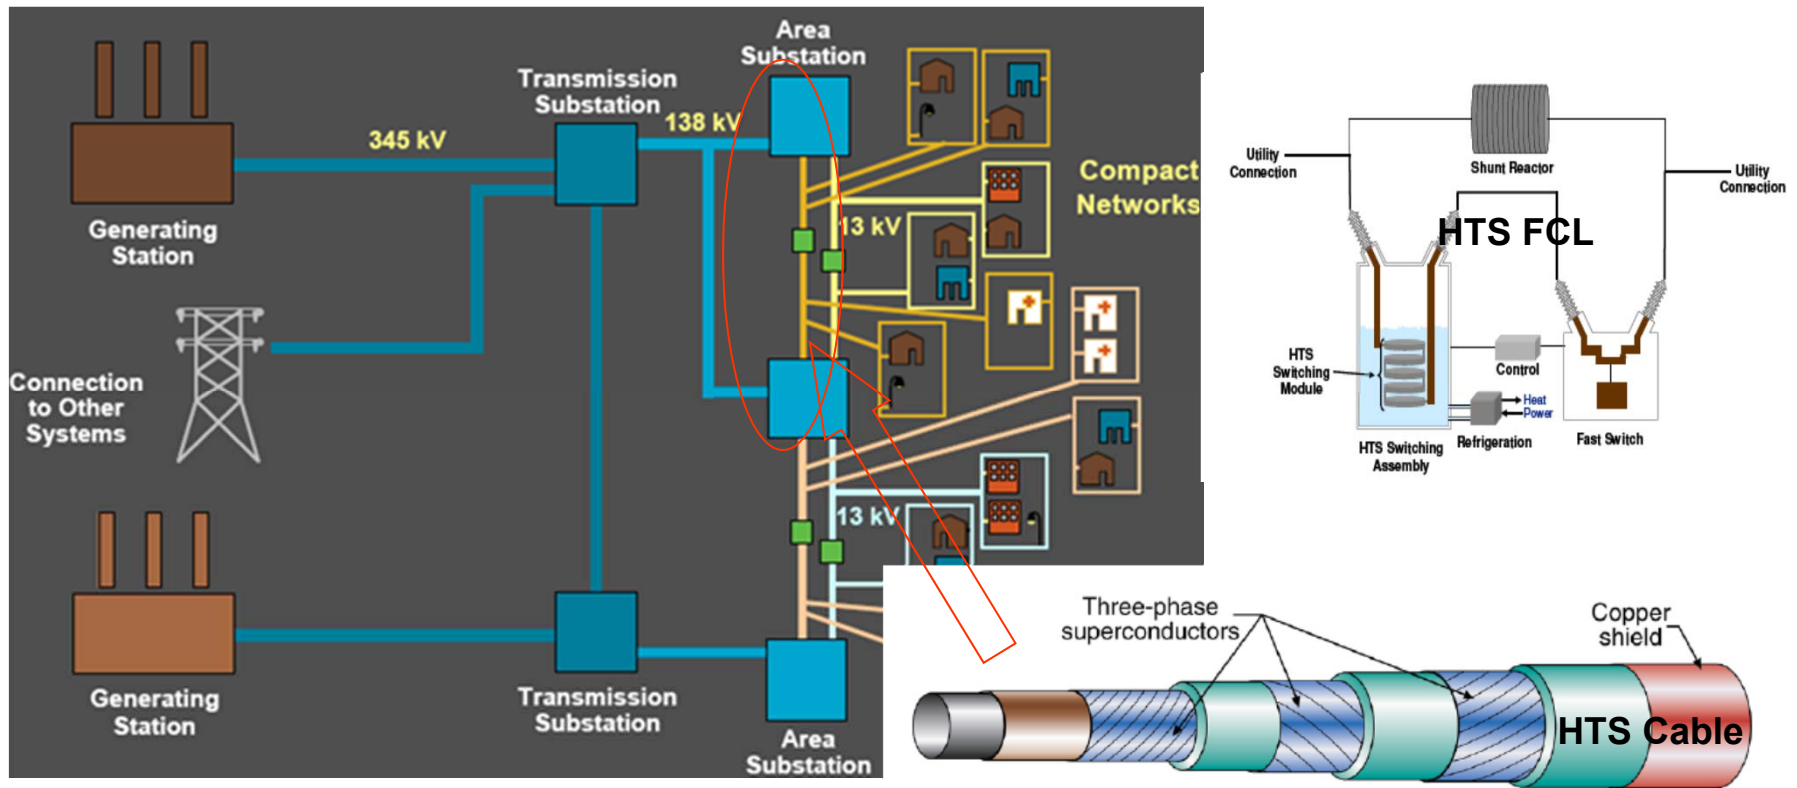 Area
Substation
Transmission
Substation
138 kV
345 kV
Generating
Station
Compact
Networks
13 kV
Connection
to Other
Systems
13 kV
Generating
Station
Transmission
Substation
Area
Substation
Utility
Connection
Shunt Reactor
Utility
Connection
HTS FCL
HTS
Switching
Module
Control
Heat
Power
Refrigeration
HTS Switching
Assembly
Fast Switch
Three-phase
superconductors
Copper
shield
HTS Cable